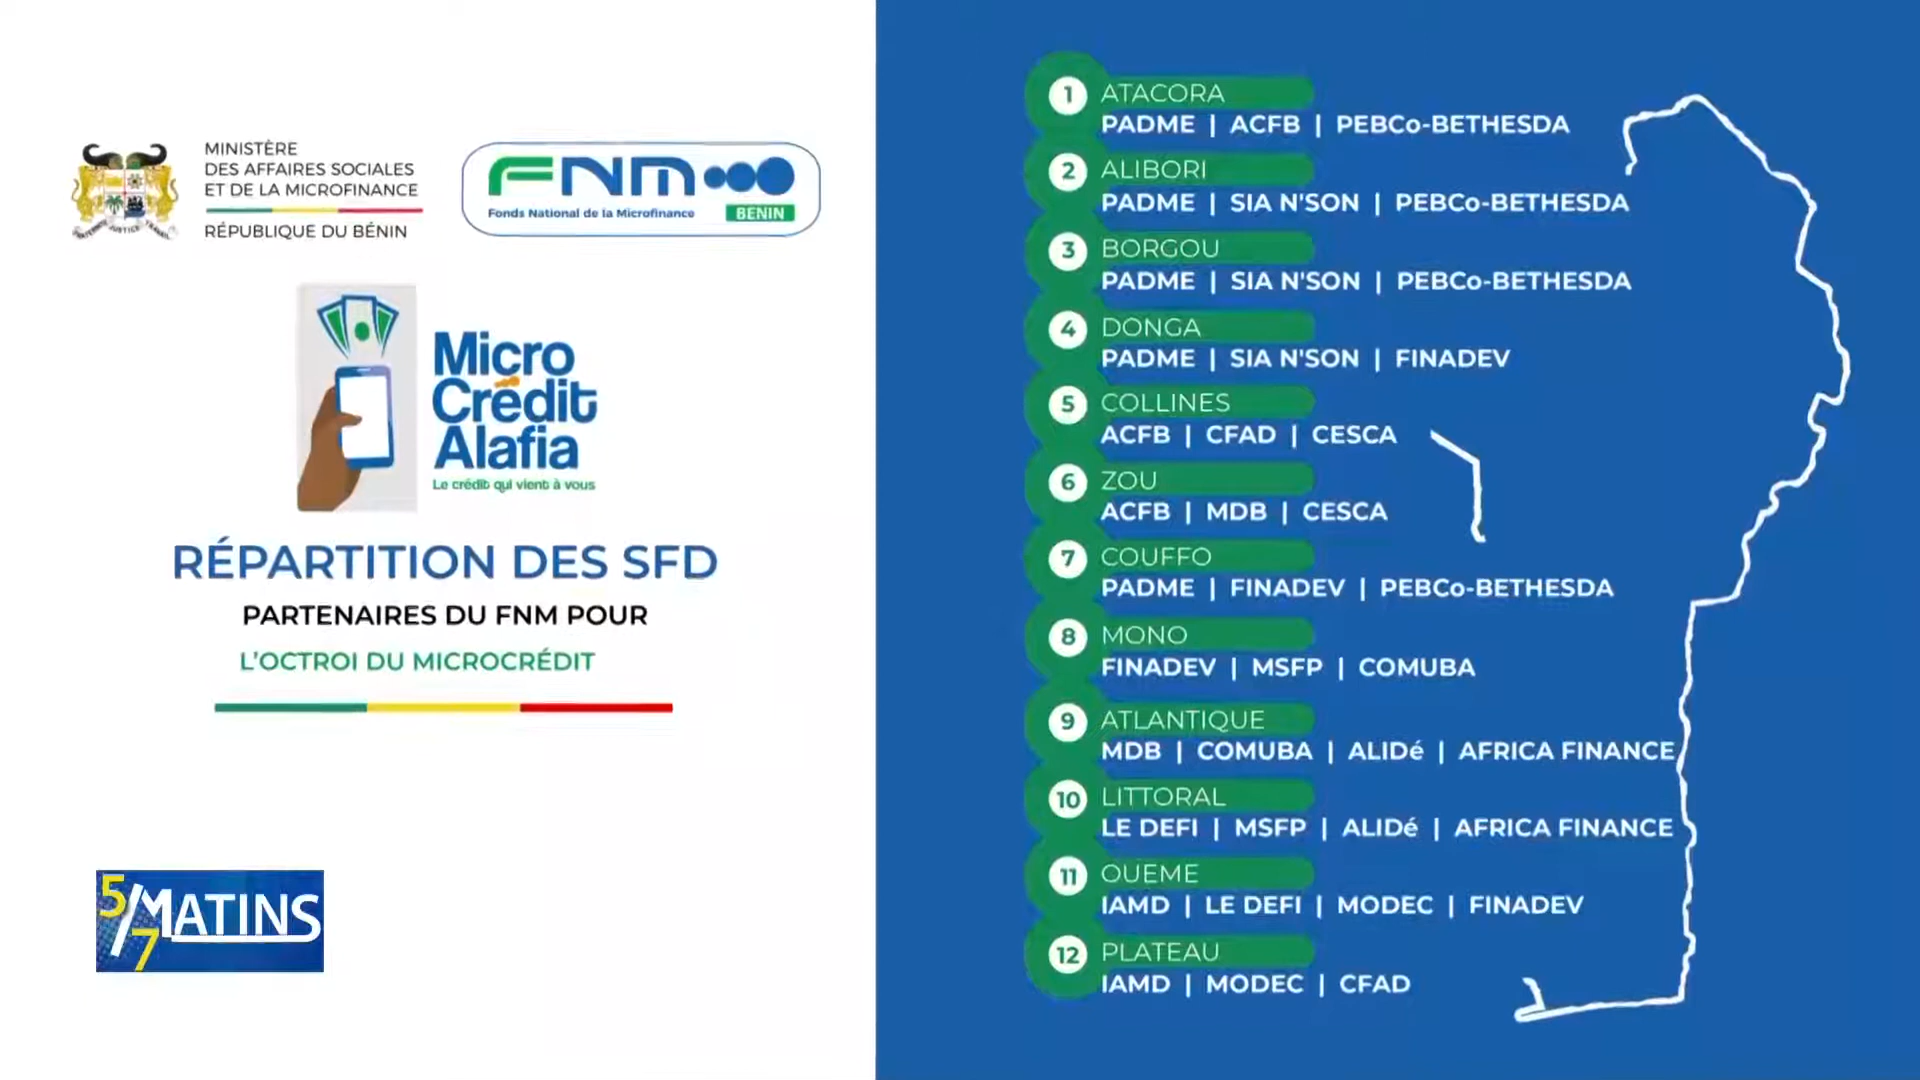 MINISTÈRE
DES AFFAIRES SOCIALES
ET DE LA MICROFINANCE
RÉPUBLIQUE DU BÉNIN
FNM
Fonds National de la Microfinance BENIN
Micro
Crédit
Alafia
Le crédit qui vient à vous
RÉPARTITION DES SFD
PARTENAIRES DU FNM POUR
L'OCTROI DU MICROCRÉDIT
5/7 MATINS
1 ATACORA
PADME | ACFB | PEBCo-BETHESDA
2 ALIBORI
PADME | SIA N'SON | PEBCo-BETHESDA
3 BORGOU
PADME | SIA N'SON | PEBCo-BETHESDA
4 DONGA
PADME | SIA N'SON | FINADEV
5 COLLINES
ACFB | CFAD | CESCA
6 ZOU
ACFB | MDB | CESCA
7 COUFFO
PADME | FINADEV | PEBCo-BETHESDA
8 MONO
FINADEV | MSFP | COMUBA
9 ATLANTIQUE
MDB | COMUBA | ALIDé | AFRICA FINANCE
10 LITTORAL
LE DEFI | MSFP | ALIDé | AFRICA FINANCE
11 OUEME
IAMD | LE DEFI | MODEC | FINADEV
12 PLATEAU
IAMD | MODEC | CFAD